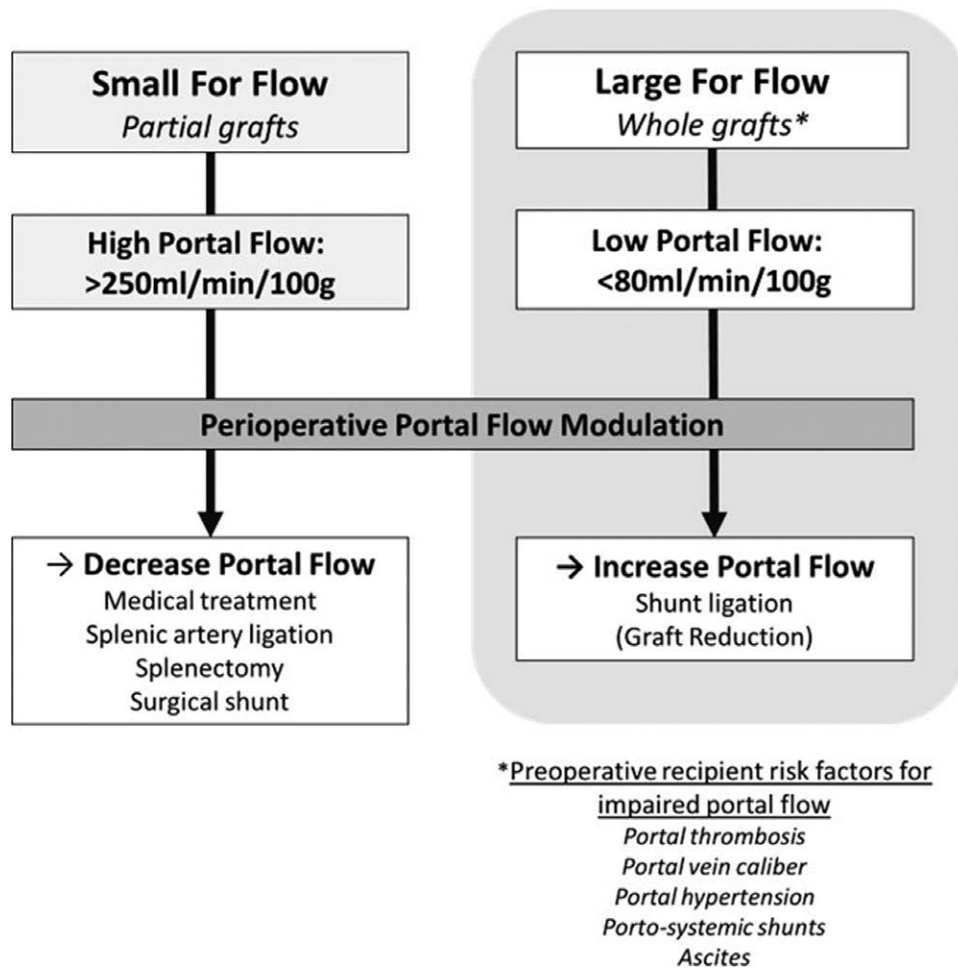 Small For Flow
Partial grafts
High Portal Flow:
>250ml/min/100g
Large For Flow
Whole grafts*
Low Portal Flow:
<80ml/min/100g
Perioperative Portal Flow Modulation
→ Decrease Portal Flow
Medical treatment
Splenic artery ligation
Splenectomy
Surgical shunt
→ Increase Portal Flow
Shunt ligation
(Graft Reduction)
*Preoperative recipient risk factors for
impaired portal flow
Portal thrombosis
Portal vein caliber
Portal hypertension
Porto-systemic shunts
Ascites